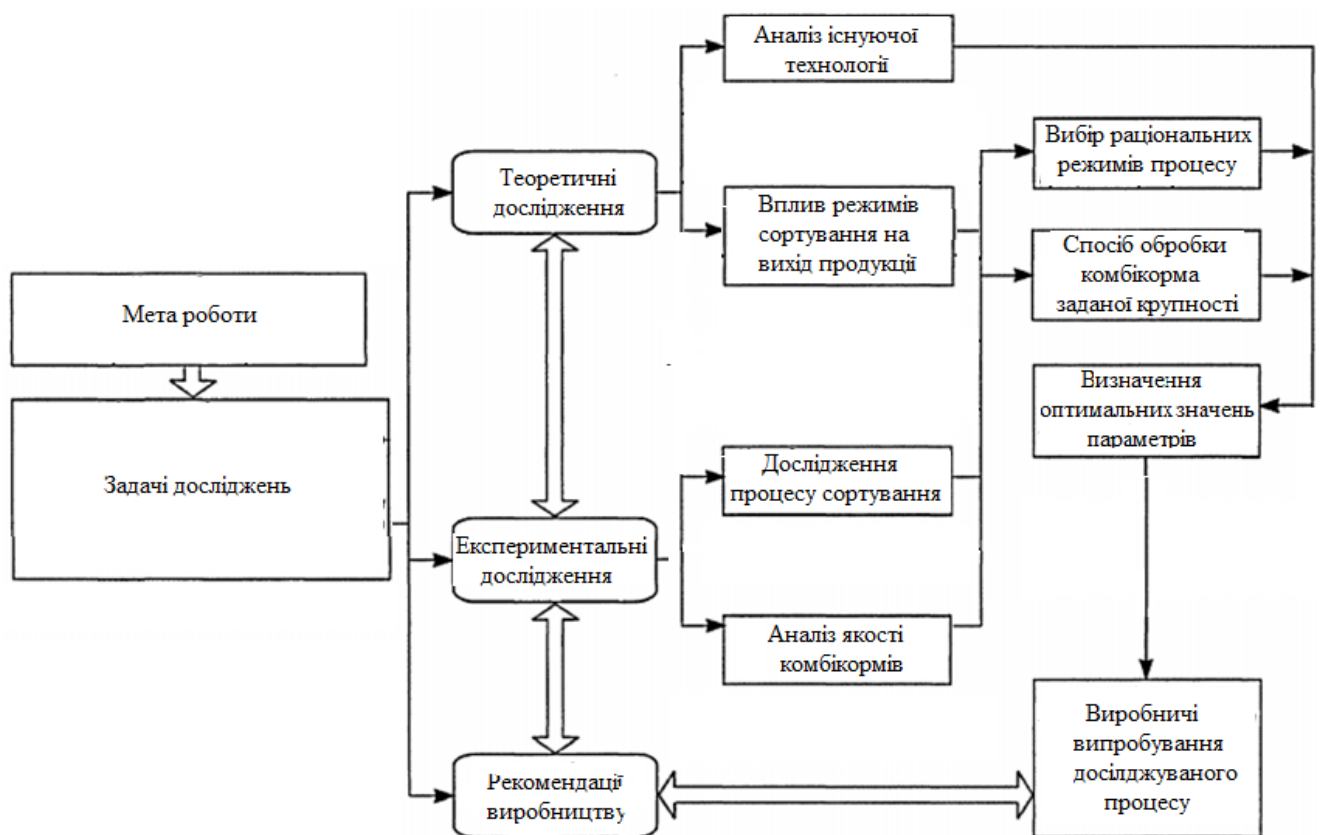 Аналіз існуючої
технології
Вибір раціональних
режимів процесу
Теоретичні
дослідження
Вплив режимів
сортування на
вихід продукції
Спосіб обробки
комбікорма
заданої крупності
Мета роботи
Визначення
оптимальних значень
параметрів
Задачі досліджень
Дослідження
процесу сортування
Експериментальні
дослідження
Аналіз якості
комбікормів
Виробничі
випробування
досілджуваного
процесу
Рекомендації
виробництву